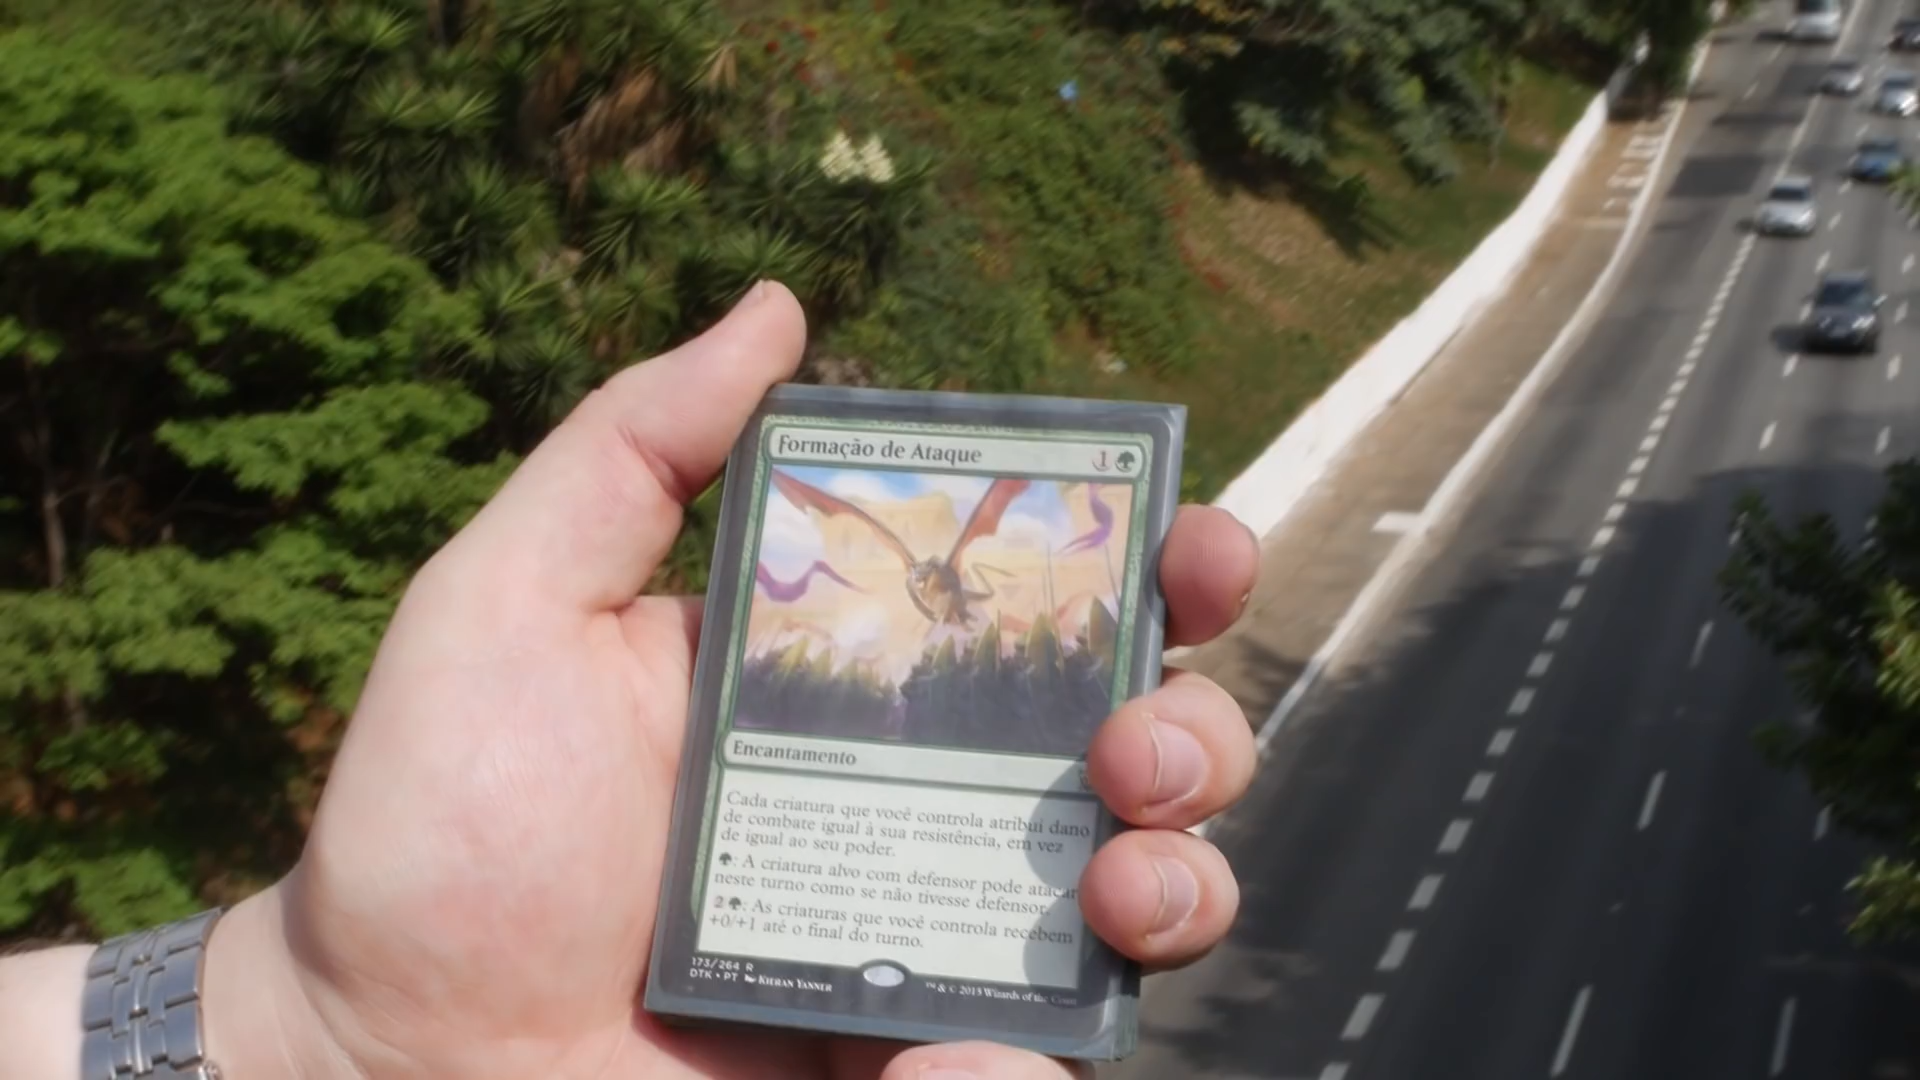 Formação de Ataque 1
Encantamento
Cada criatura que você controla atribui dano
de combate igual à sua resistência, em vez
de igual ao seu poder.
: A criatura alvo com defensor pode atacar
neste turno como se não tivesse defensor.
2 : As criaturas que você controla recebem
+0/+1 até o final do turno.
173/264 R
DTK • PT Kieran Yanner
™ & © 2015 Wizards of the Coast